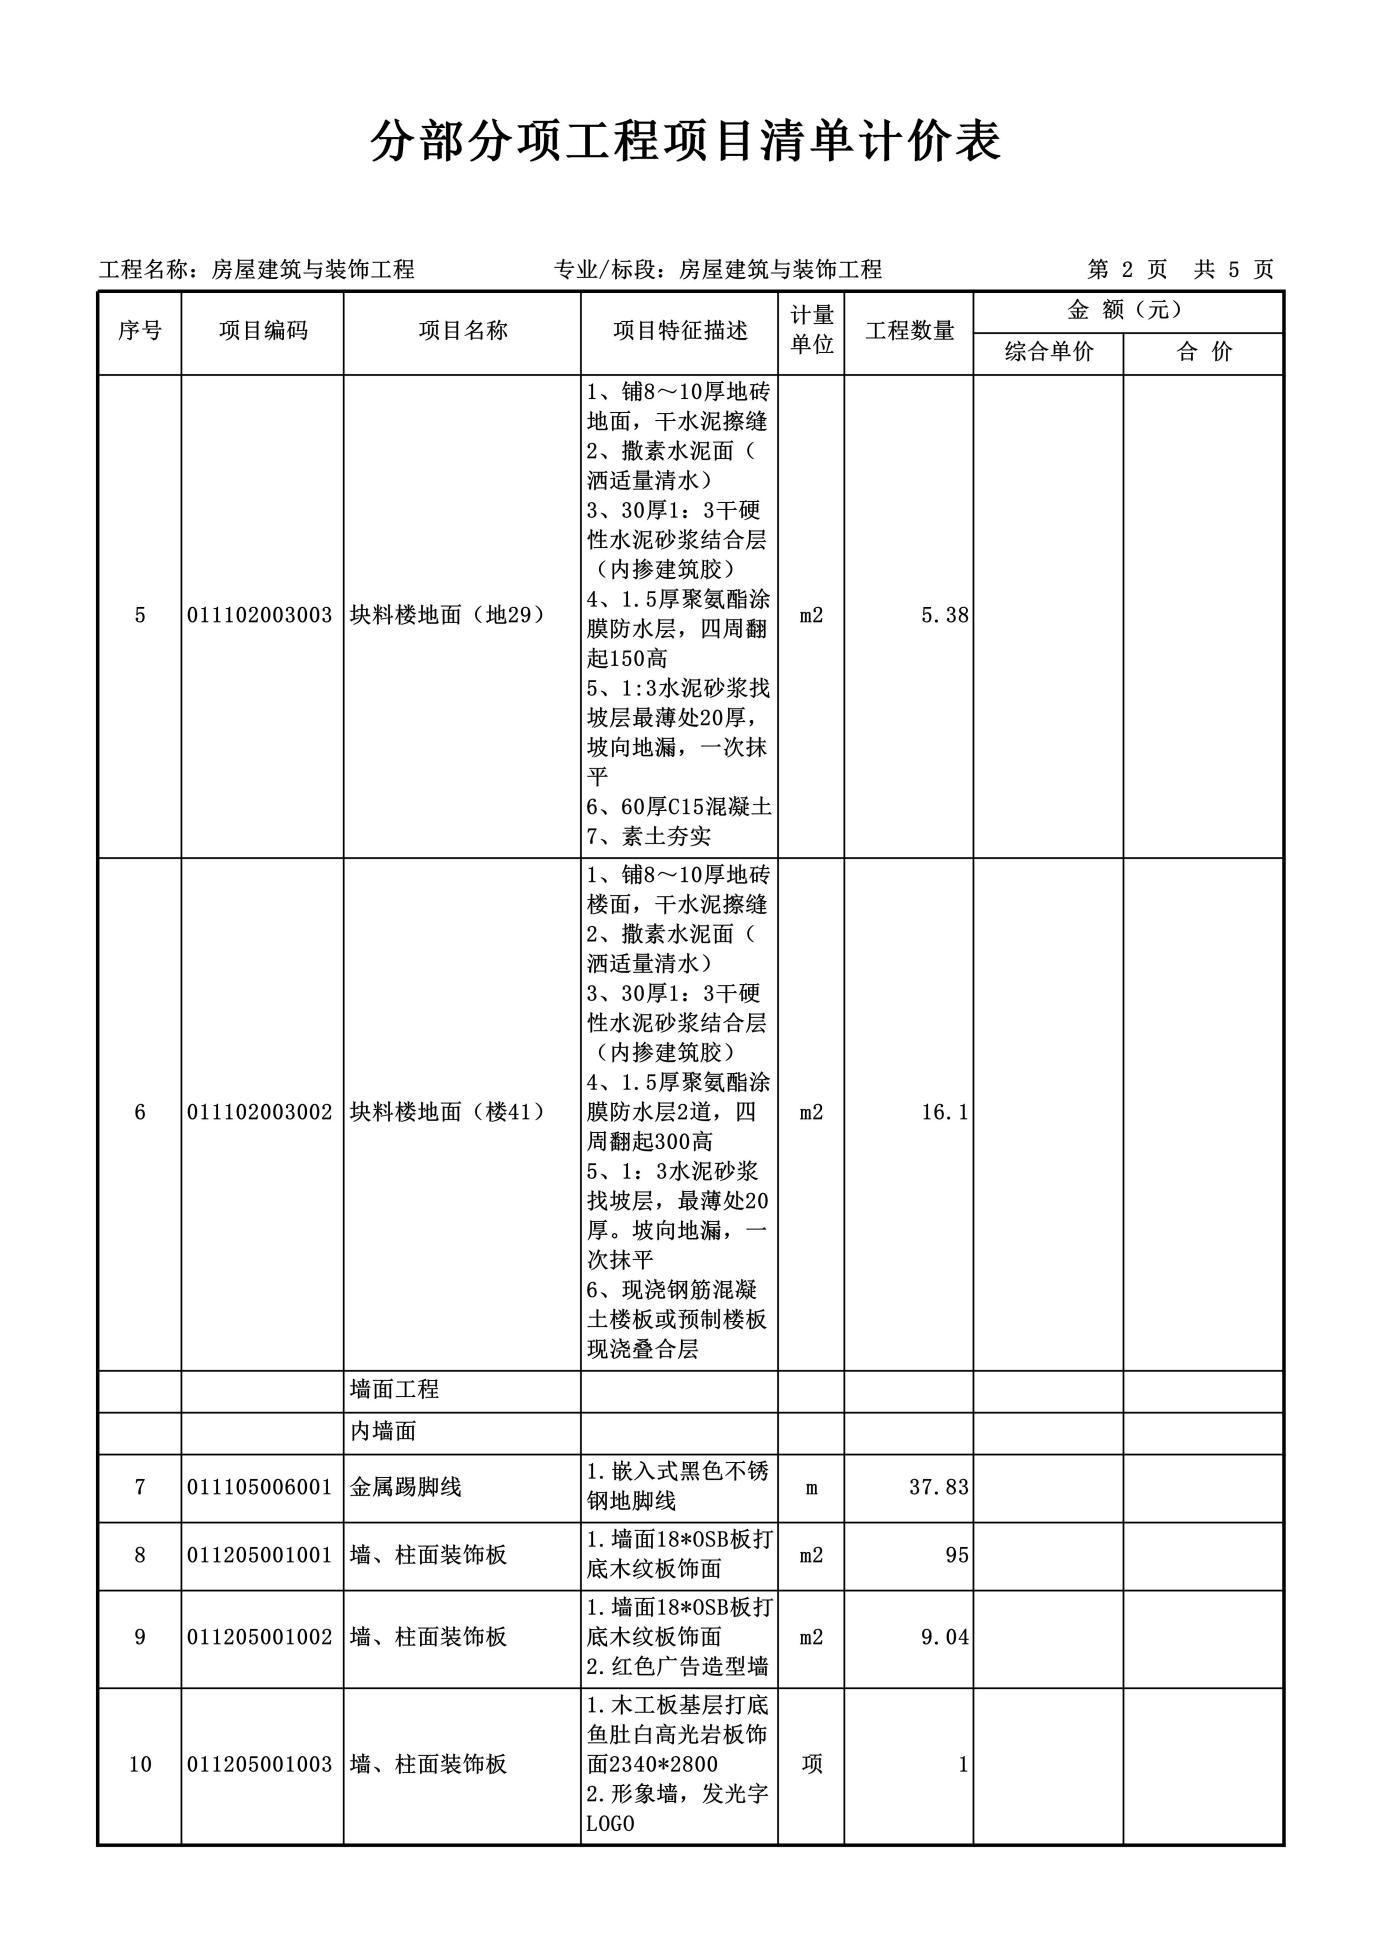 分部分项工程项目清单计价表
工程名称：房屋建筑与装饰工程 专业/标段：房屋建筑与装饰工程 第 2 页 共 5 页
序号 项目编码 项目名称 项目特征描述 计量单位 工程数量 金 额（元）
综合单价 合 价
1、铺8～10厚地砖
地面，干水泥擦缝
2、撒素水泥面（
洒适量清水）
3、30厚1：3干硬
性水泥砂浆结合层
（内掺建筑胶）
4、1.5厚聚氨酯涂
5 011102003003 块料楼地面（地29） 膜防水层，四周翻 m2 5.38
起150高
5、1:3水泥砂浆找
坡层最薄处20厚，
坡向地漏，一次抹
平
6、60厚C15混凝土
7、素土夯实
1、铺8～10厚地砖
楼面，干水泥擦缝
2、撒素水泥面（
洒适量清水）
3、30厚1：3干硬
性水泥砂浆结合层
（内掺建筑胶）
4、1.5厚聚氨酯涂
6 011102003002 块料楼地面（楼41） 膜防水层2道，四 m2 16.1
周翻起300高
5、1：3水泥砂浆
找坡层，最薄处20
厚。坡向地漏，一
次抹平
6、现浇钢筋混凝
土楼板或预制楼板
现浇叠合层
墙面工程
内墙面
7 011105006001 金属踢脚线 1.嵌入式黑色不锈 m 37.83
钢地脚线
8 011205001001 墙、柱面装饰板 1.墙面18*OSB板打 m2 95
底木纹板饰面
1.墙面18*OSB板打
9 011205001002 墙、柱面装饰板 底木纹板饰面 m2 9.04
2.红色广告造型墙
1.木工板基层打底
鱼肚白高光岩板饰
10 011205001003 墙、柱面装饰板 面2340*2800 项 1
2.形象墙，发光字
LOGO